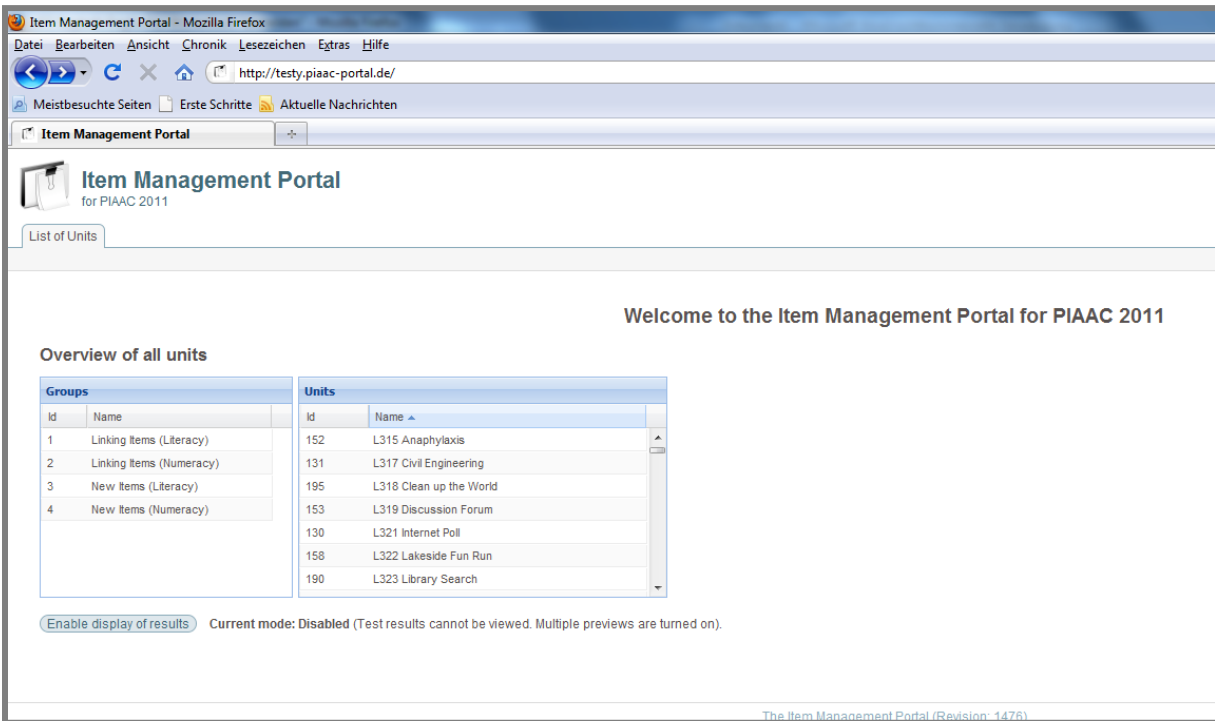 Item Management Portal - Mozilla Firefox
Datei Bearbeiten Ansicht Chronik Lesezeichen Extras Hilfe
http://testy.piaac-portal.de/
Meistbesuchte Seiten Erste Schritte Aktuelle Nachrichten
Item Management Portal
Item Management Portal
for PIAAC 2011
List of Units
Welcome to the Item Management Portal for PIAAC 2011
Overview of all units
Groups
Id Name
1 Linking Items (Literacy)
2 Linking Items (Numeracy)
3 New Items (Literacy)
4 New Items (Numeracy)
Units
Id Name
152 L315 Anaphylaxis
131 L317 Civil Engineering
195 L318 Clean up the World
153 L319 Discussion Forum
130 L321 Internet Poll
158 L322 Lakeside Fun Run
190 L323 Library Search
Enable display of results Current mode: Disabled (Test results cannot be viewed. Multiple previews are turned on).
The Item Management Portal (Revision: 1476)